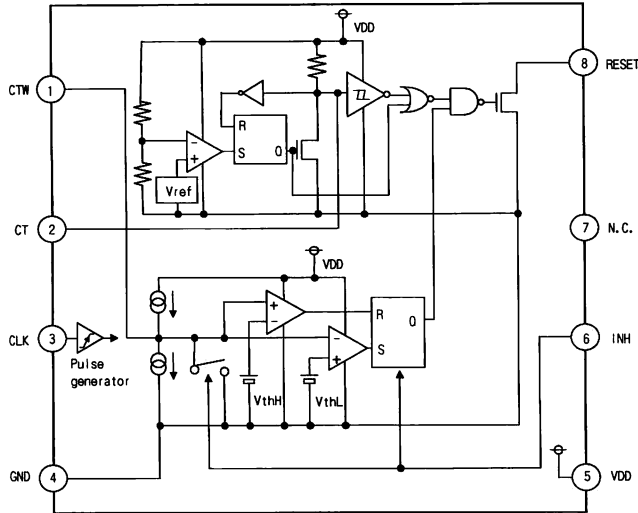 VDD
CTW 1
8 RESET
R
S Q
−
+
Vref
CT 2
7 N.C.
VDD
CLK 3
Pulse
generator
+
−
−
+
R Q
S
6 INH
VthH
VthL
GND 4
5 VDD